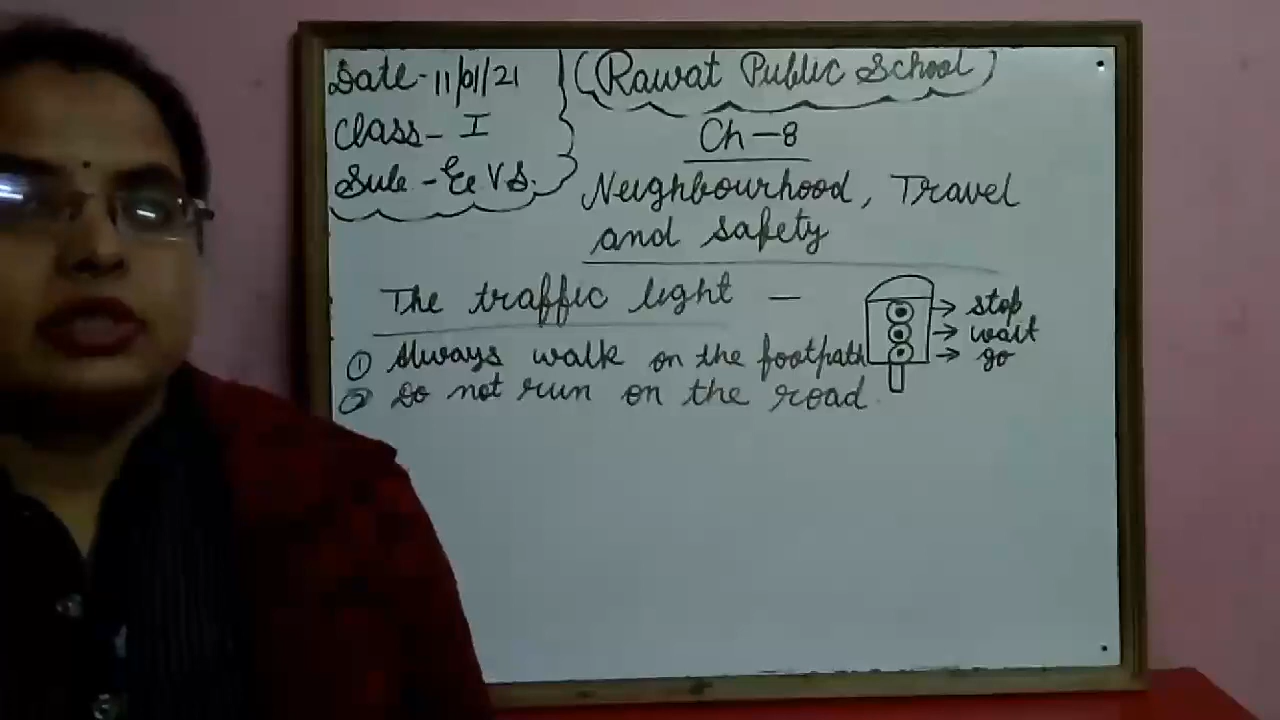 Date - 11/01/21
Class - I
Sub - E V S.
(Rawat Public School)
Ch - 8
Neighbourhood, Travel
and safety
The traffic light -
→ stop
→ wait
→ go
① Always walk on the footpath
② Do not run on the road.